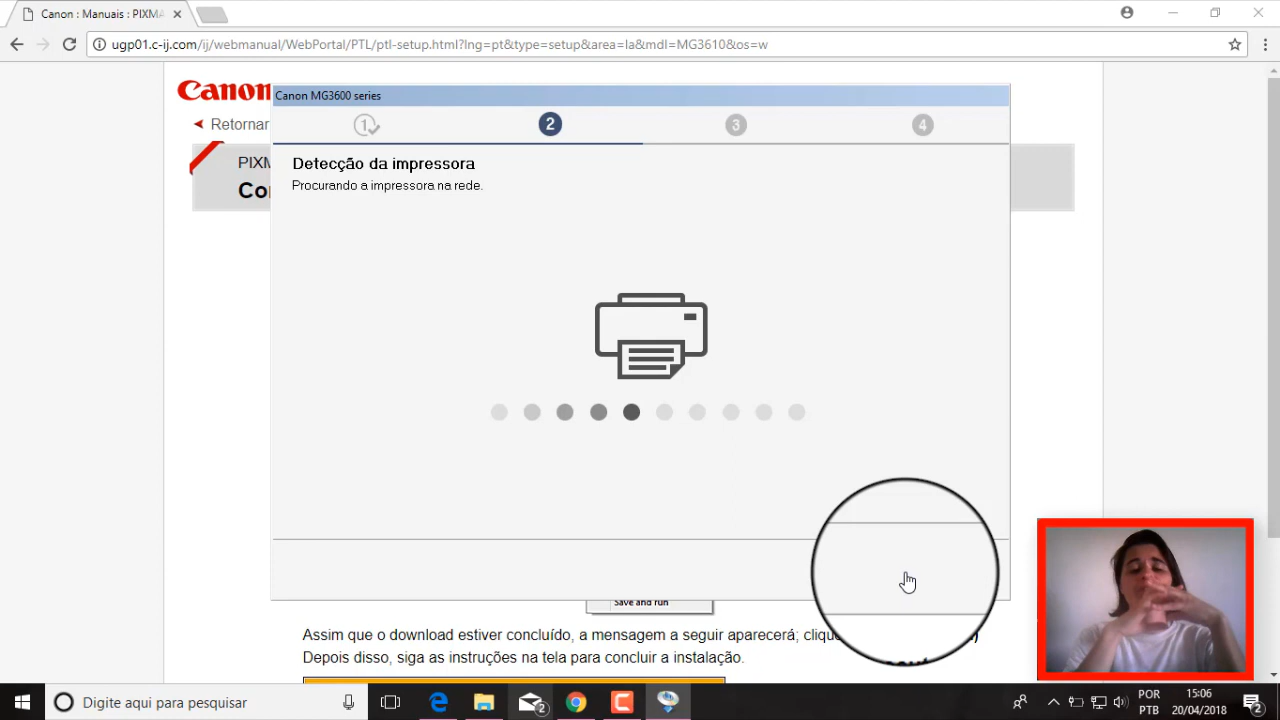 Canon : Manuais : PIXMA
ugp01.c-ij.com/ij/webmanual/WebPortal/PTL/ptl-setup.html?lng=pt&type=setup&area=la&mdl=MG3610&os=w
Canon
Canon MG3600 series
Retornar
1
2
3
4
Detecção da impressora
Procurando a impressora na rede.
Save and run
Assim que o download estiver concluído, a mensagem a seguir aparecerá;
Depois disso, siga as instruções na tela para concluir a instalação.
Digite aqui para pesquisar
2
POR
PTB
15:06
20/04/2018
2